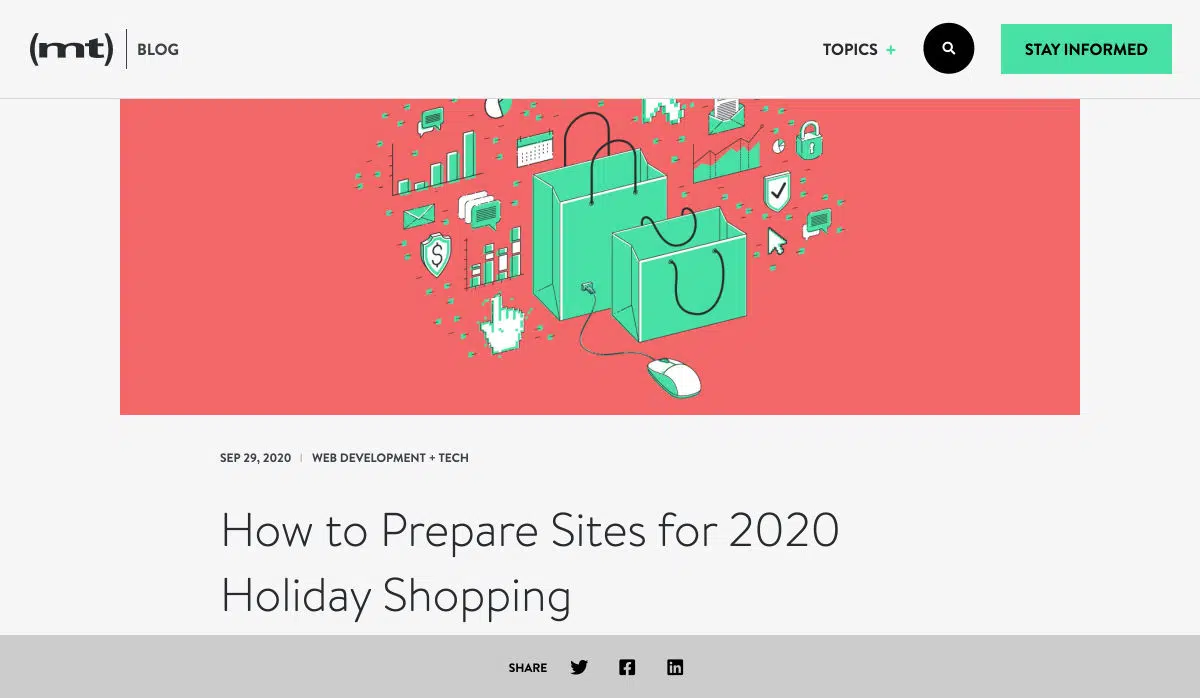 (mt) BLOG
TOPICS +
STAY INFORMED
$
SEP 29, 2020 | WEB DEVELOPMENT + TECH
How to Prepare Sites for 2020
Holiday Shopping
SHARE